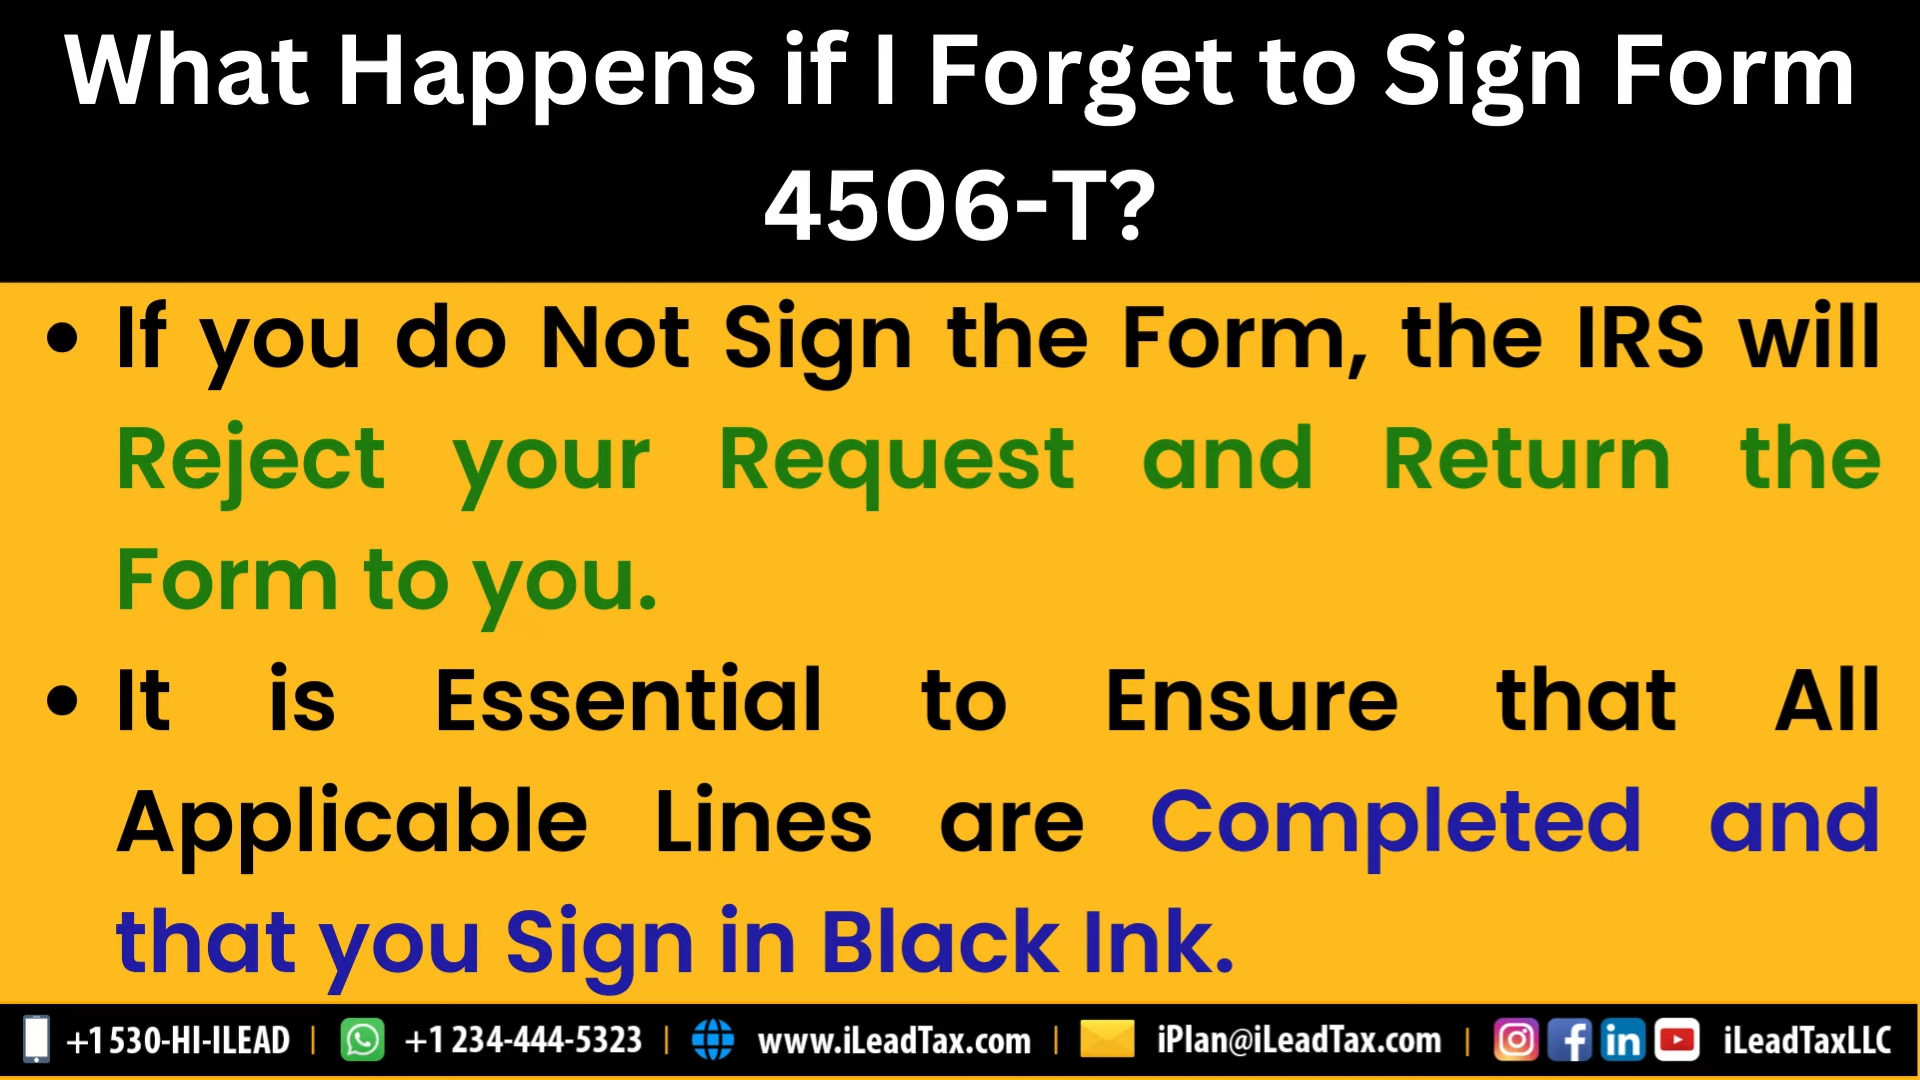 What Happens if I Forget to Sign Form
4506-T?
• If you do Not Sign the Form, the IRS will
Reject your Request and Return the
Form to you.
• It is Essential to Ensure that All
Applicable Lines are Completed and
that you Sign in Black Ink.
+1 530-HI-ILEAD | +1 234-444-5323 | www.iLeadTax.com | iPlan@iLeadTax.com | iLeadTaxLLC